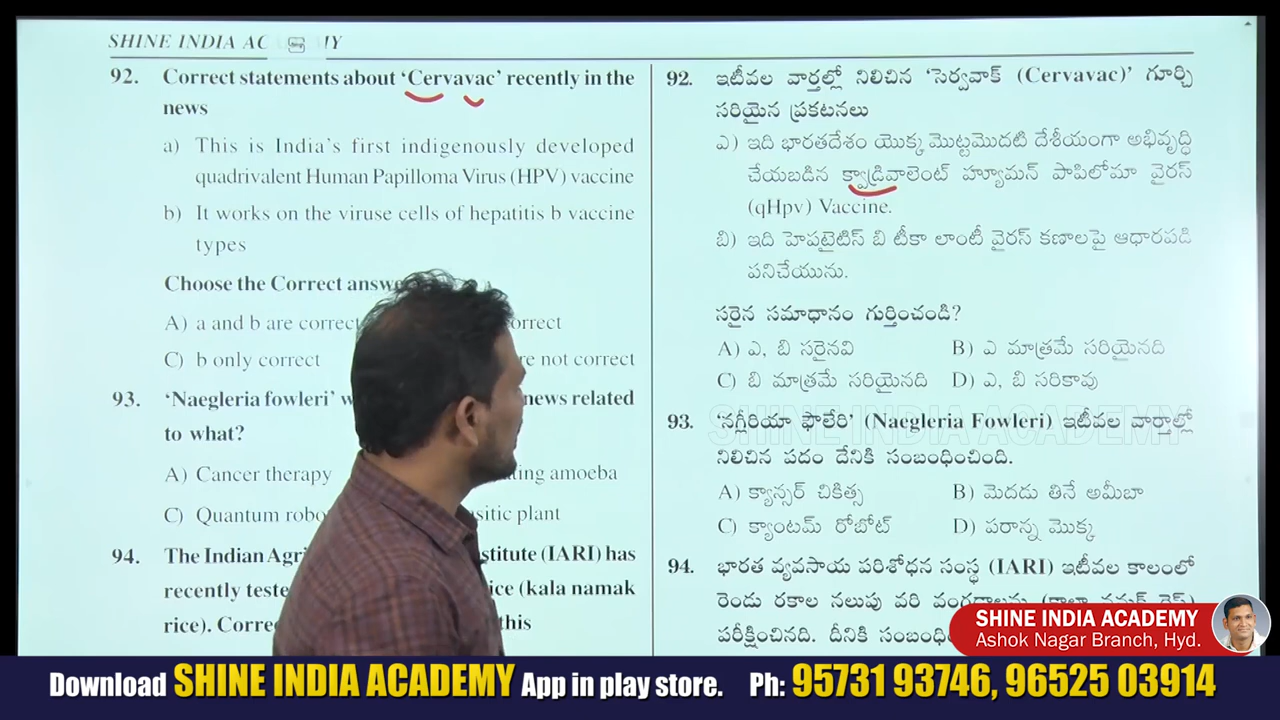 SHINE INDIA AC MY
92. Correct statements about ‘Cervavac’ recently in the
news
a) This is India’s first indigenously developed
quadrivalent Human Papilloma Virus (HPV) vaccine
b) It works on the viruse cells of hepatitis b vaccine
types
Choose the Correct answ
A) a and b are correct orrect
C) b only correct re not correct
93. ‘Naegleria fowleri’ w news related
to what?
A) Cancer therapy ting amoeba
C) Quantum robo sitic plant
94. The Indian Agri stitute (IARI) has
recently teste ice (kala namak
rice). Correc this
92. ఇటీవల వార్తల్లో నిలిచిన ‘సెర్వవాక్ (Cervavac)’ గూర్చి
సరియైన ప్రకటనలు
ఎ) ఇది భారతదేశం యొక్క మొట్టమొదటి దేశీయంగా అభివృద్ధి
చేయబడిన క్వాడ్రివాలెంట్ హ్యూమన్ పాపిలోమా వైరస్
(qHpv) Vaccine.
బి) ఇది హెపటైటిస్ బి టీకా లాంటీ వైరస్ కణాలపై ఆధారపడి
పనిచేయును.
సరైన సమాధానం గుర్తించండి?
A) ఎ, బి సరైనవి B) ఎ మాత్రమే సరియైనది
C) బి మాత్రమే సరియైనది D) ఎ, బి సరికావు
SHINE INDIA ACADEMY
93. ‘నగ్లీరియా ఫౌలేరి’ (Naegleria Fowleri) ఇటీవల వార్తాల్లో
నిలిచిన పదం దేనికి సంబంధించింది.
A) క్యాన్సర్ చికిత్స B) మెదడు తినే అమీబా
C) క్యాంటమ్ రోబోట్ D) పరాన్న మొక్క
94. భారత వ్యవసాయ పరిశోధన సంస్థ (IARI) ఇటీవల కాలంలో
రెండు రకాల నలుపు వరి వంగడాలను (కాలా నమక్ రైస్)
పరీక్షించినది. దీనికి
SHINE INDIA ACADEMY
Ashok Nagar Branch, Hyd.
Download SHINE INDIA ACADEMY App in play store. Ph: 95731 93746, 96525 03914